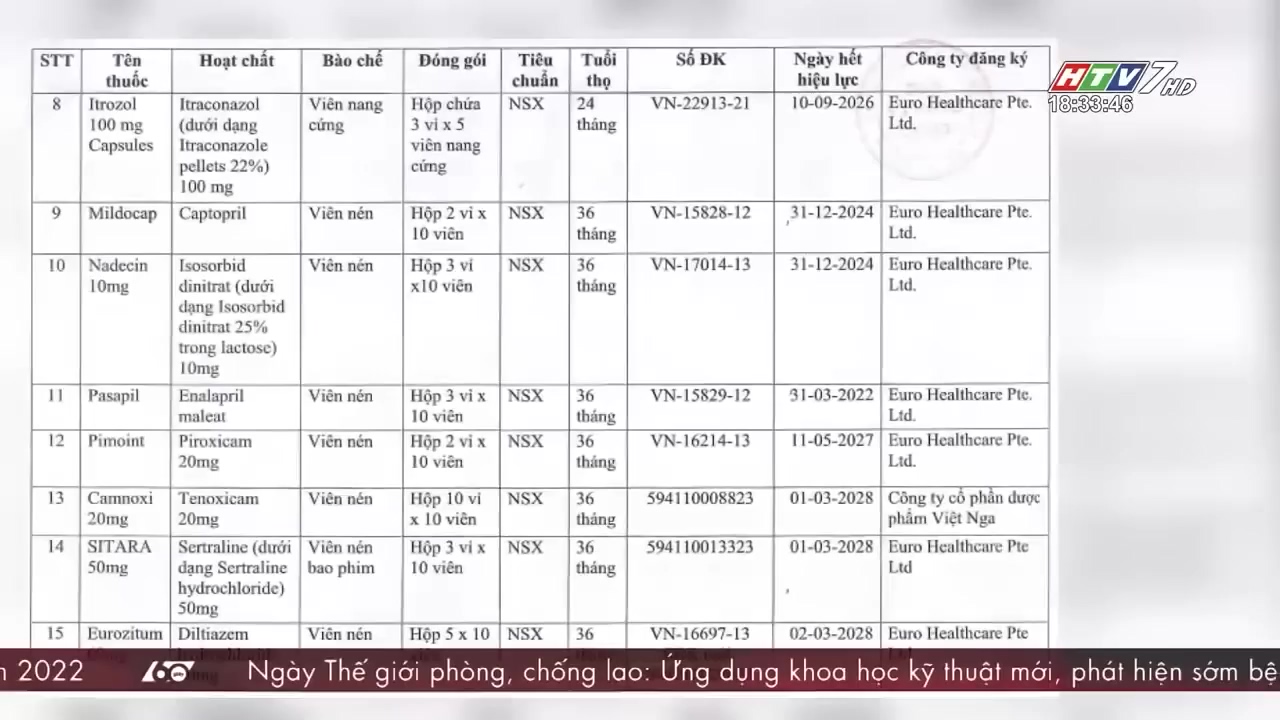 STT Tên thuốc Hoạt chất Bào chế Đóng gói Tiêu chuẩn Tuổi thọ Số ĐK Ngày hết hiệu lực Công ty đăng ký
HTV7 HD
18:33:46
8 Itrozol 100 mg Capsules Itraconazol (dưới dạng Itraconazole pellets 22%) 100 mg Viên nang cứng Hộp chứa 3 vỉ x 5 viên nang cứng NSX 24 tháng VN-22913-21 10-09-2026 Euro Healthcare Pte. Ltd.
9 Mildocap Captopril Viên nén Hộp 2 vỉ x 10 viên NSX 36 tháng VN-15828-12 31-12-2024 Euro Healthcare Pte. Ltd.
10 Nadecin 10mg Isosorbid dinitrat (dưới dạng Isosorbid dinitrat 25% trong lactose) 10mg Viên nén Hộp 3 vỉ x10 viên NSX 36 tháng VN-17014-13 31-12-2024 Euro Healthcare Pte. Ltd.
11 Pasapil Enalapril maleat Viên nén Hộp 3 vỉ x 10 viên NSX 36 tháng VN-15829-12 31-03-2022 Euro Healthcare Pte. Ltd.
12 Pimoint Piroxicam 20mg Viên nén Hộp 2 vỉ x 10 viên NSX 36 tháng VN-16214-13 11-05-2027 Euro Healthcare Pte. Ltd.
13 Camnoxi 20mg Tenoxicam 20mg Viên nén Hộp 10 vỉ x 10 viên NSX 36 tháng 594110008823 01-03-2028 Công ty cổ phần dược phẩm Việt Nga
14 SITARA 50mg Sertraline (dưới dạng Sertraline hydrochloride) 50mg Viên nén bao phim Hộp 3 vỉ x 10 viên NSX 36 tháng 594110013323 01-03-2028 Euro Healthcare Pte Ltd
15 Eurozitum Diltiazem Viên nén Hộp 5 x 10 NSX 36 VN-16697-13 02-03-2028 Euro Healthcare Pte
2022 60 Ngày Thế giới phòng, chống lao: Ứng dụng khoa học kỹ thuật mới, phát hiện sớm